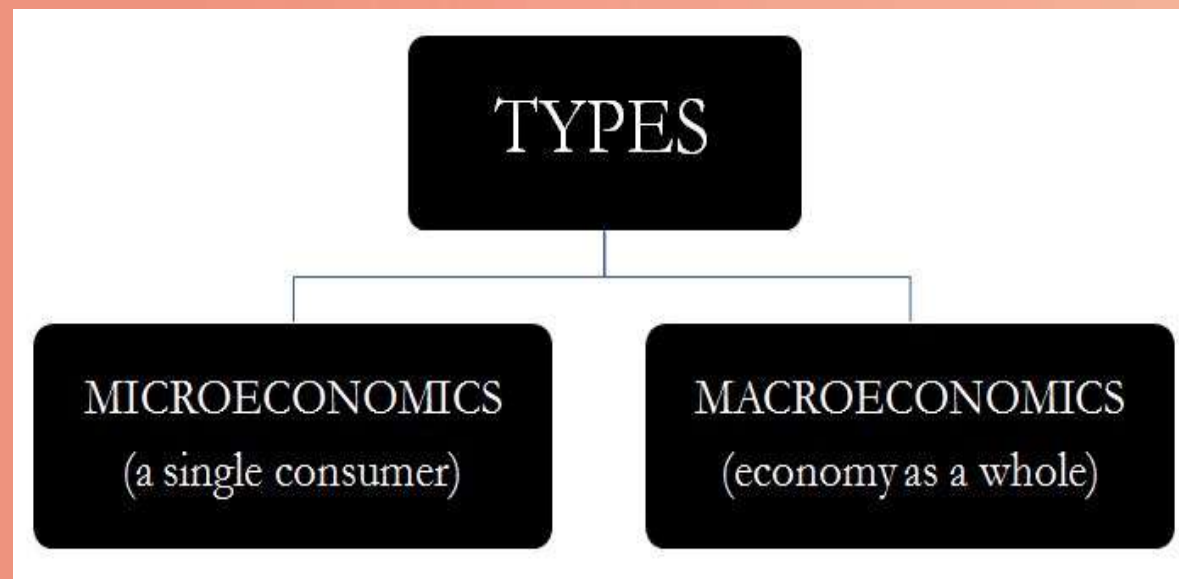 TYPES
MICROECONOMICS
(a single consumer)
MACROECONOMICS
(economy as a whole)